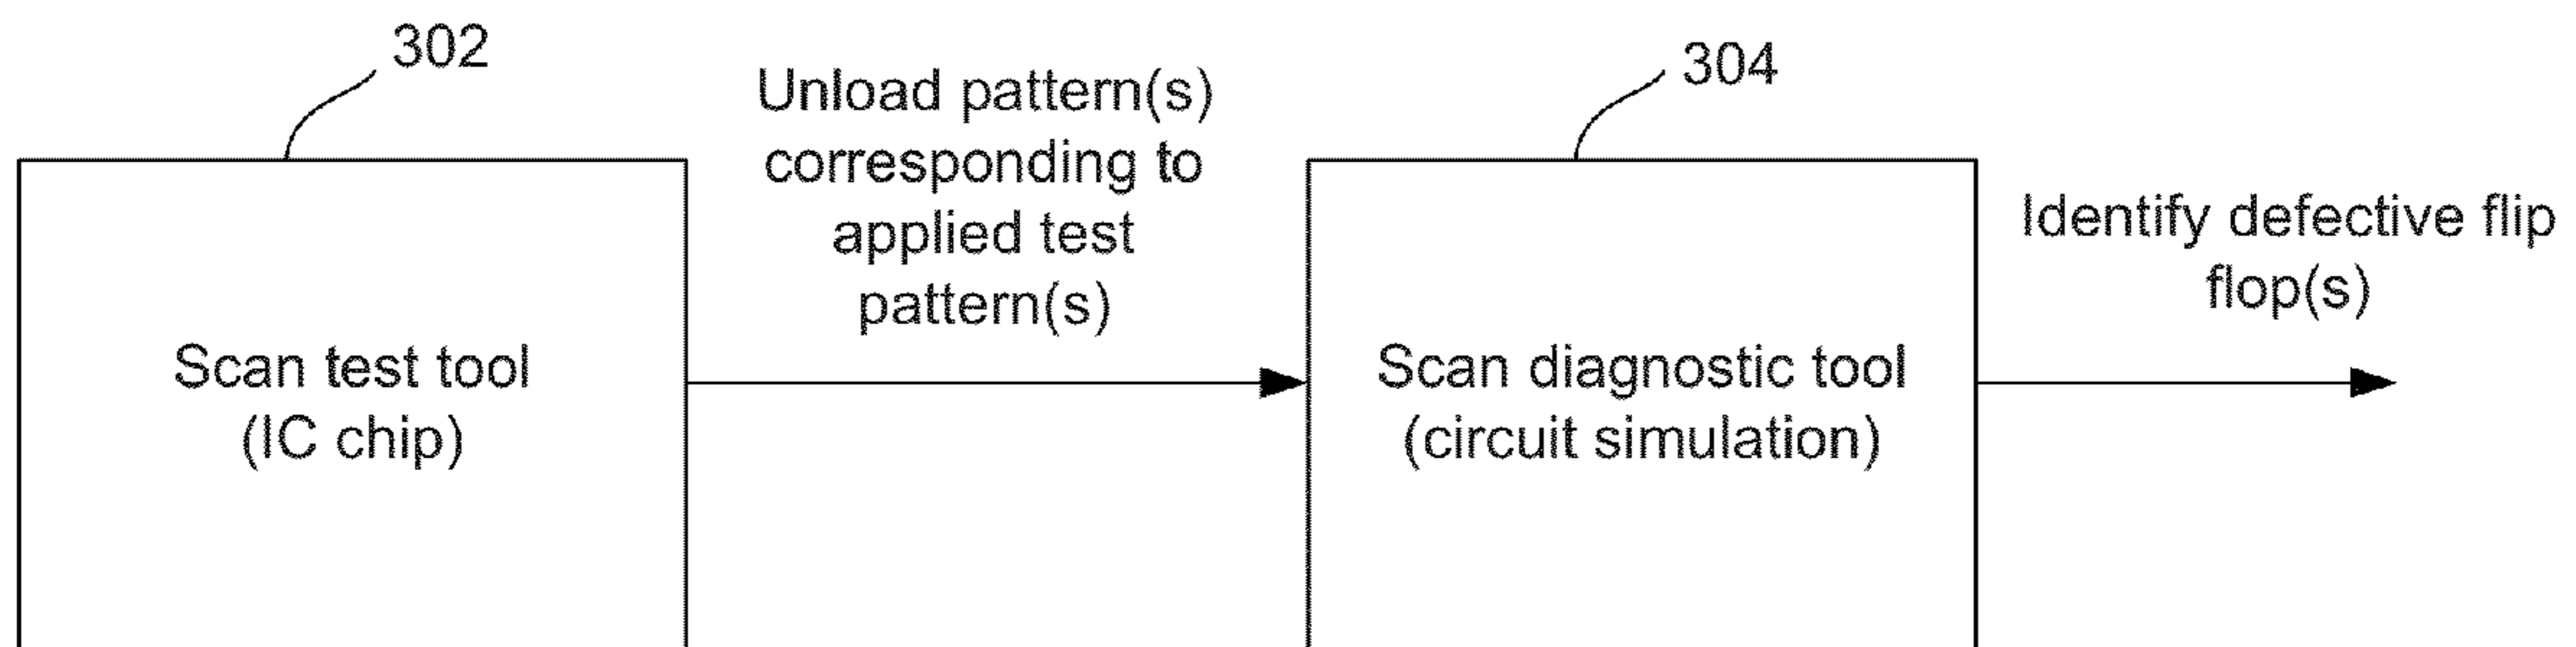 302
304
Unload pattern(s)
corresponding to
applied test
pattern(s)
Identify defective flip
flop(s)
Scan test tool
(IC chip)
Scan diagnostic tool
(circuit simulation)